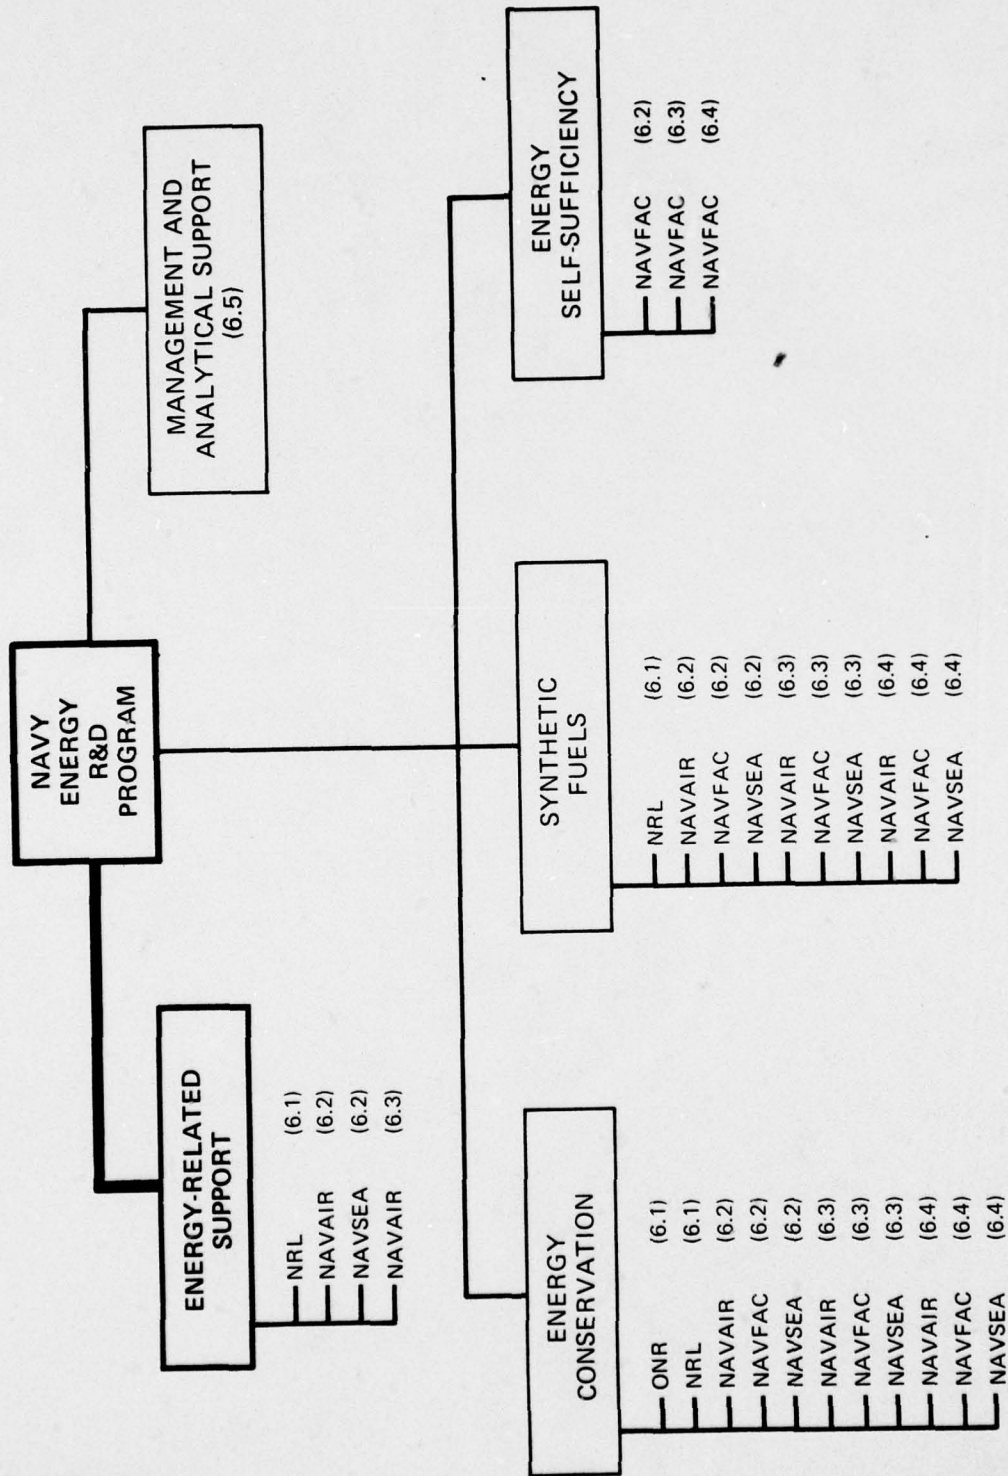 NAVY
ENERGY
R&D
PROGRAM
ENERGY-RELATED
SUPPORT
NRL (6.1)
NAVAIR (6.2)
NAVSEA (6.2)
NAVAIR (6.3)
MANAGEMENT AND
ANALYTICAL SUPPORT
(6.5)
ENERGY
CONSERVATION
ONR (6.1)
NRL (6.1)
NAVAIR (6.2)
NAVFAC (6.2)
NAVSEA (6.2)
NAVAIR (6.3)
NAVFAC (6.3)
NAVSEA (6.3)
NAVAIR (6.4)
NAVFAC (6.4)
NAVSEA (6.4)
SYNTHETIC
FUELS
NRL (6.1)
NAVAIR (6.2)
NAVFAC (6.2)
NAVSEA (6.2)
NAVAIR (6.3)
NAVFAC (6.3)
NAVSEA (6.3)
NAVAIR (6.4)
NAVFAC (6.4)
NAVSEA (6.4)
ENERGY
SELF-SUFFICIENCY
NAVFAC (6.2)
NAVFAC (6.3)
NAVFAC (6.4)